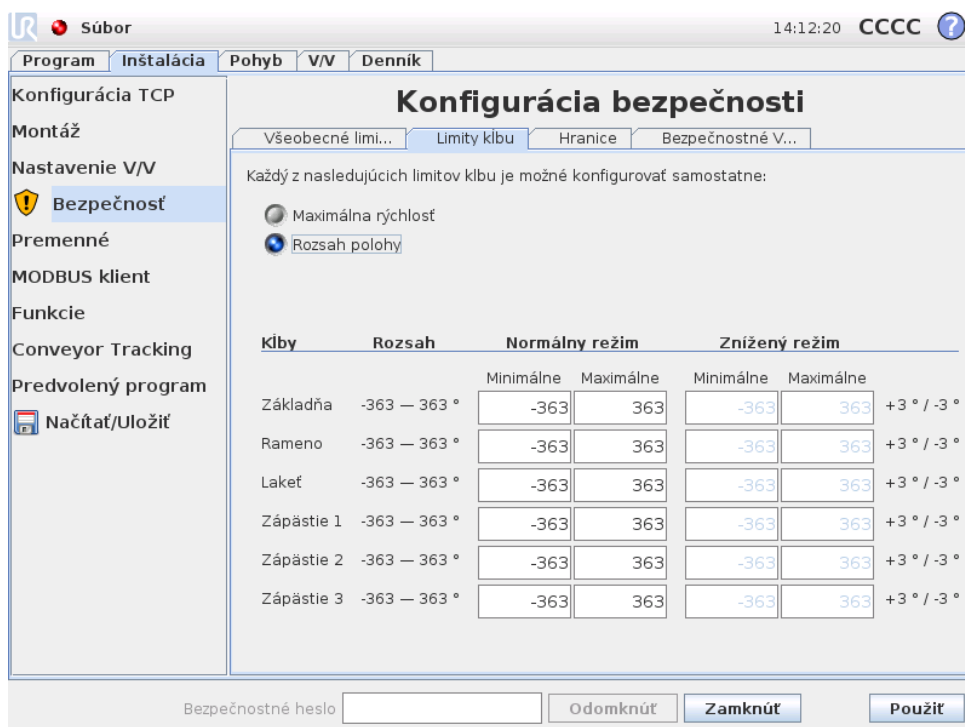 UR Súbor 14:12:20 CCCC ?
Program Inštalácia Pohyb V/V Denník
Konfigurácia TCP
Montáž
Nastavenie V/V
Bezpečnosť
Premenné
MODBUS klient
Funkcie
Conveyor Tracking
Predvolený program
Načítať/Uložiť
Konfigurácia bezpečnosti
Všeobecné limi... Limity kĺbu Hranice Bezpečnostné V...
Každý z nasledujúcich limitov klbu je možné konfigurovať samostatne:
Maximálna rýchlosť
Rozsah polohy
Kĺby Rozsah Normálny režim Znížený režim
Minimálne Maximálne Minimálne Maximálne
Základňa -363 — 363 ° -363 363 -363 363 +3 ° / -3 °
Rameno -363 — 363 ° -363 363 -363 363 +3 ° / -3 °
Lakeť -363 — 363 ° -363 363 -363 363 +3 ° / -3 °
Zápästie 1 -363 — 363 ° -363 363 -363 363 +3 ° / -3 °
Zápästie 2 -363 — 363 ° -363 363 -363 363 +3 ° / -3 °
Zápästie 3 -363 — 363 ° -363 363 -363 363 +3 ° / -3 °
Bezpečnostné heslo Odomknúť Zamknúť Použiť